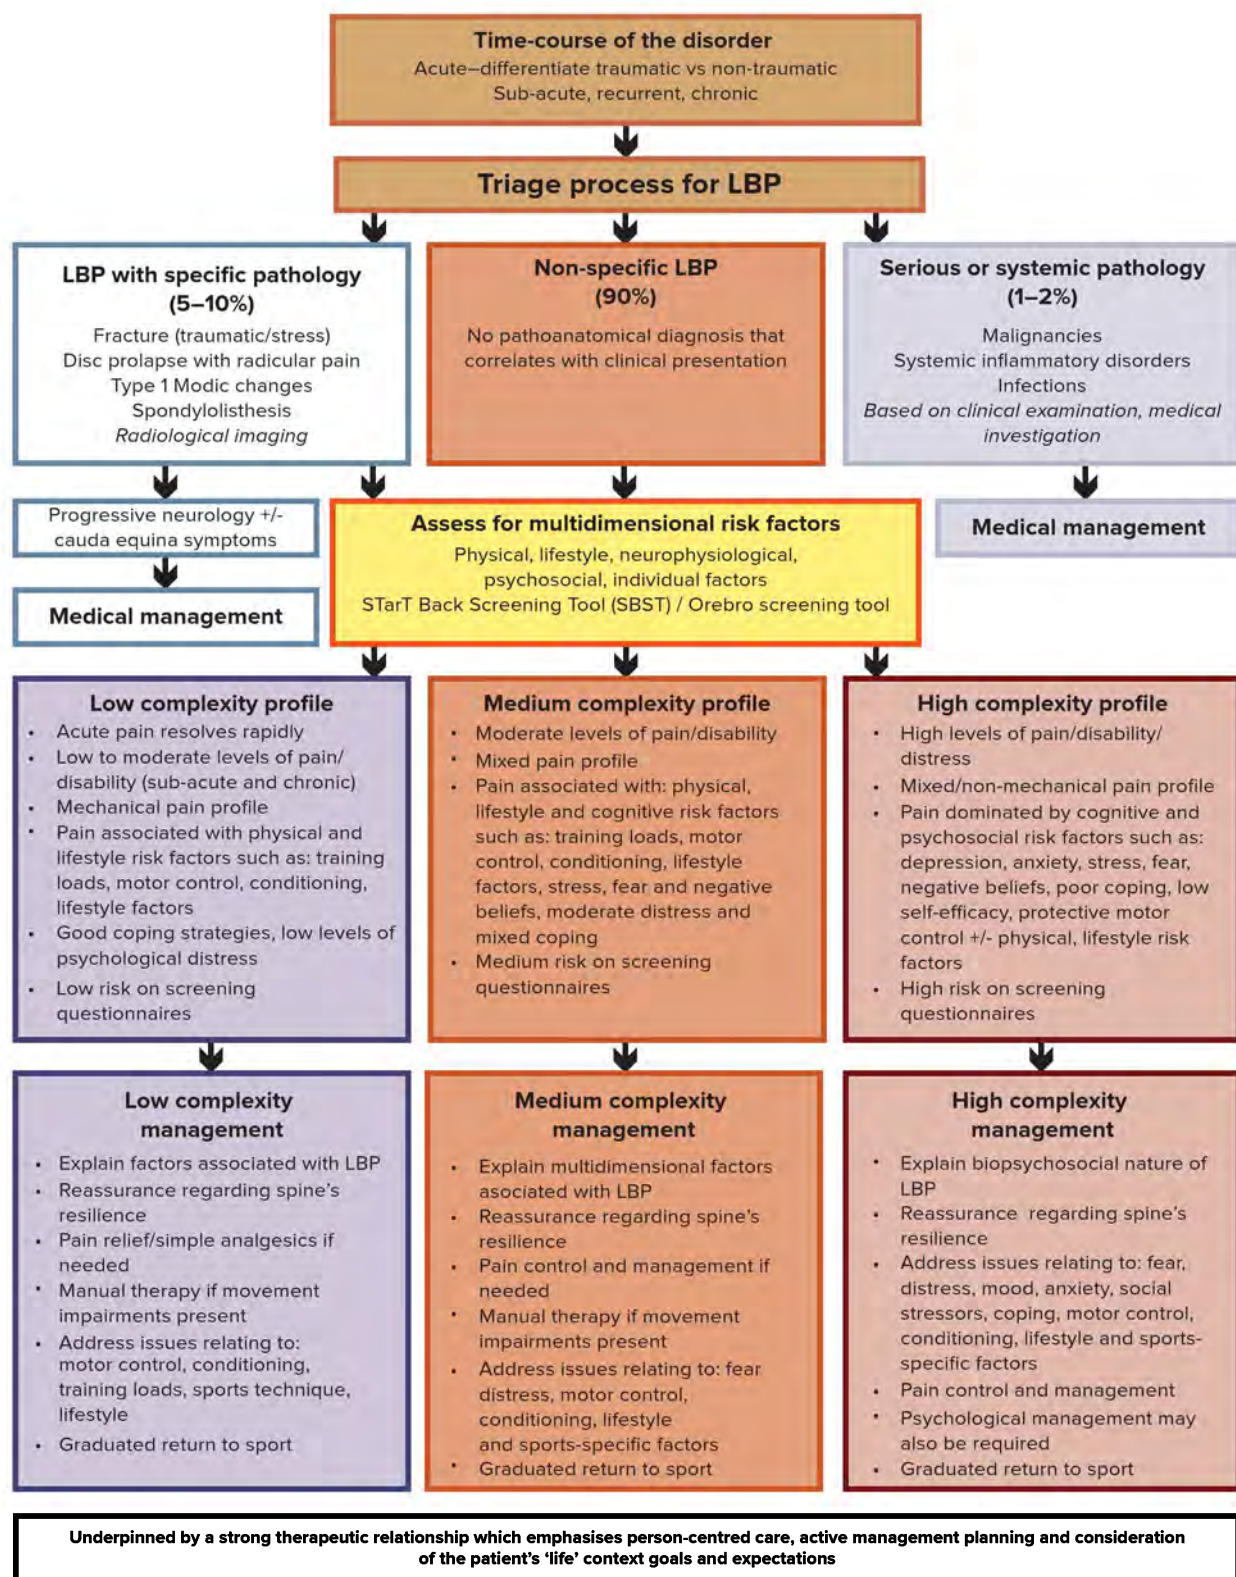 Time-course of the disorder
Acute–differentiate traumatic vs non-traumatic
Sub-acute, recurrent, chronic
Triage process for LBP
LBP with specific pathology
(5–10%)
Fracture (traumatic/stress)
Disc prolapse with radicular pain
Type 1 Modic changes
Spondylolisthesis
Radiological imaging
Non-specific LBP
(90%)
No pathoanatomical diagnosis that
correlates with clinical presentation
Serious or systemic pathology
(1–2%)
Malignancies
Systemic inflammatory disorders
Infections
Based on clinical examination, medical
investigation
Progressive neurology +/-
cauda equina symptoms
Medical management
Assess for multidimensional risk factors
Physical, lifestyle, neurophysiological,
psychosocial, individual factors
STarT Back Screening Tool (SBST) / Orebro screening tool
Medical management
Low complexity profile
• Acute pain resolves rapidly
• Low to moderate levels of pain/
disability (sub-acute and chronic)
• Mechanical pain profile
• Pain associated with physical and
lifestyle risk factors such as: training
loads, motor control, conditioning,
lifestyle factors
• Good coping strategies, low levels of
psychological distress
• Low risk on screening
questionnaires
Medium complexity profile
• Moderate levels of pain/disability
• Mixed pain profile
• Pain associated with: physical,
lifestyle and cognitive risk factors
such as: training loads, motor
control, conditioning, lifestyle
factors, stress, fear and negative
beliefs, moderate distress and
mixed coping
• Medium risk on screening
questionnaires
High complexity profile
• High levels of pain/disability/
distress
• Mixed/non-mechanical pain profile
• Pain dominated by cognitive and
psychosocial risk factors such as:
depression, anxiety, stress, fear,
negative beliefs, poor coping, low
self-efficacy, protective motor
control +/- physical, lifestyle risk
factors
• High risk on screening
questionnaires
Low complexity
management
• Explain factors associated with LBP
• Reassurance regarding spine's
resilience
• Pain relief/simple analgesics if
needed
• Manual therapy if movement
impairments present
• Address issues relating to:
motor control, conditioning,
training loads, sports technique,
lifestyle
• Graduated return to sport
Medium complexity
management
• Explain multidimensional factors
asociated with LBP
• Reassurance regarding spine's
resilience
• Pain control and management if
needed
• Manual therapy if movement
impairments present
• Address issues relating to: fear
distress, motor control,
conditioning, lifestyle
and sports-specific factors
• Graduated return to sport
High complexity
management
• Explain biopsychosocial nature of
LBP
• Reassurance regarding spine's
resilience
• Address issues relating to: fear,
distress, mood, anxiety, social
stressors, coping, motor control,
conditioning, lifestyle and sports-
specific factors
• Pain control and management
• Psychological management may
also be required
• Graduated return to sport
Underpinned by a strong therapeutic relationship which emphasises person-centred care, active management planning and consideration
of the patient's 'life' context goals and expectations